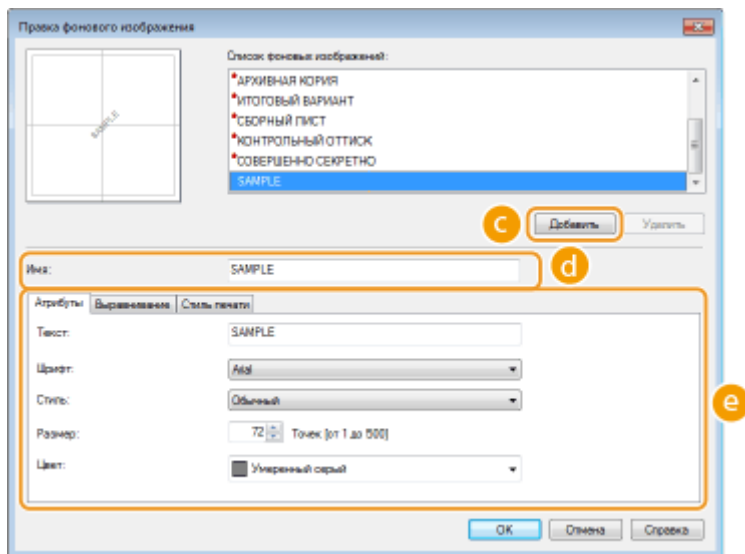 Правка фонового изображения
Список фоновых изображений:
SAMPLE
*АРХИВНАЯ КОРИЯ
*ИТОГОВЫЙ ВАРИАНТ
*СБОРНЫЙ ЛИСТ
*КОНТРОЛЬНЫЙ ОТТИСК
*СОВЕРШЕННО СЕКРЕТНО
SAMPLE
c Добавить Удалить
d
Имя: SAMPLE
Атрибуты Выравнивание Стиль печати
Текст: SAMPLE
Шрифт: Arial
Стиль: Обычный
e
Размер: 72 Точек [от 1 до 500]
Цвет: Умеренный серый
OK Отмена Справка